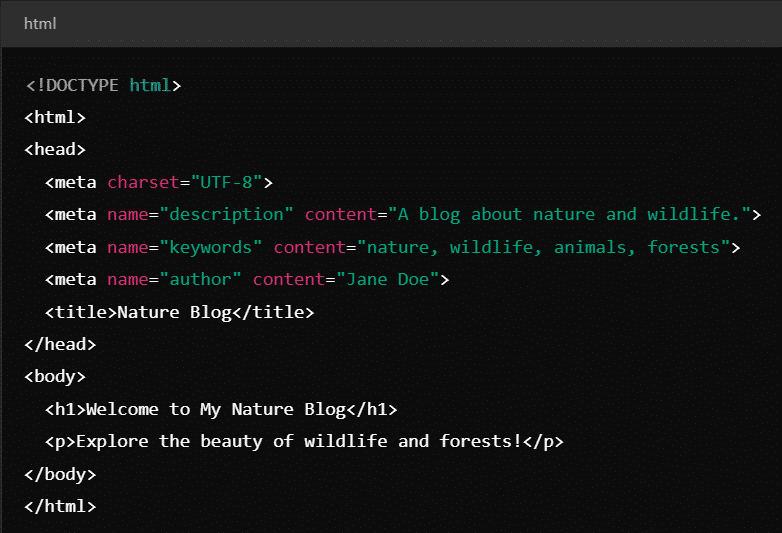 html
<!DOCTYPE html>
<html>
<head>
  <meta charset="UTF-8">
  <meta name="description" content="A blog about nature and wildlife.">
  <meta name="keywords" content="nature, wildlife, animals, forests">
  <meta name="author" content="Jane Doe">
  <title>Nature Blog</title>
</head>
<body>
  <h1>Welcome to My Nature Blog</h1>
  <p>Explore the beauty of wildlife and forests!</p>
</body>
</html>